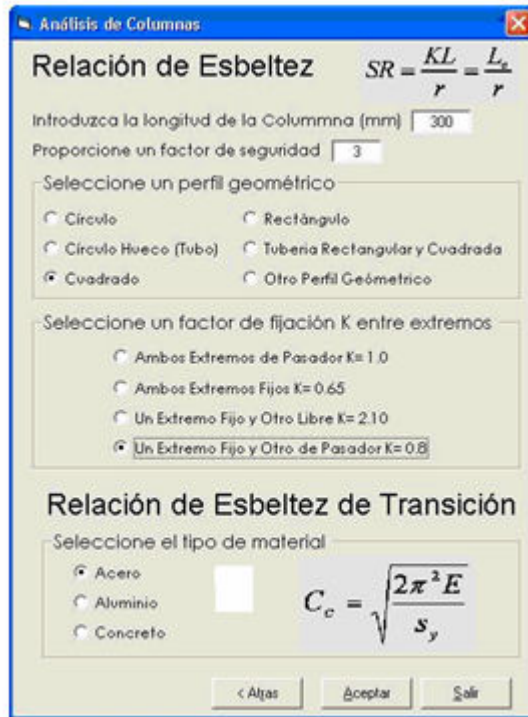 Análisis de Columnas
Relación de Esbeltez SR = KL/r = Lₑ/r
Introduzca la longitud de la Colummna (mm) 300
Proporcione un factor de seguridad 3
Seleccione un perfil geométrico
Círculo Rectángulo
Círculo Hueco (Tubo) Tuberia Rectangular y Cuadrada
Cuadrado Otro Perfil Geómetrico
Seleccione un factor de fijación K entre extremos
Ambos Extremos de Pasador K= 1.0
Ambos Extremos Fijos K= 0.65
Un Extremo Fijo y Otro Libre K= 2.10
Un Extremo Fijo y Otro de Pasador K= 0.8
Relación de Esbeltez de Transición
Seleccione el tipo de material
Acero
Aluminio
Concreto
C_c = √(2π²E/s_y)
< Atras Aceptar Salir